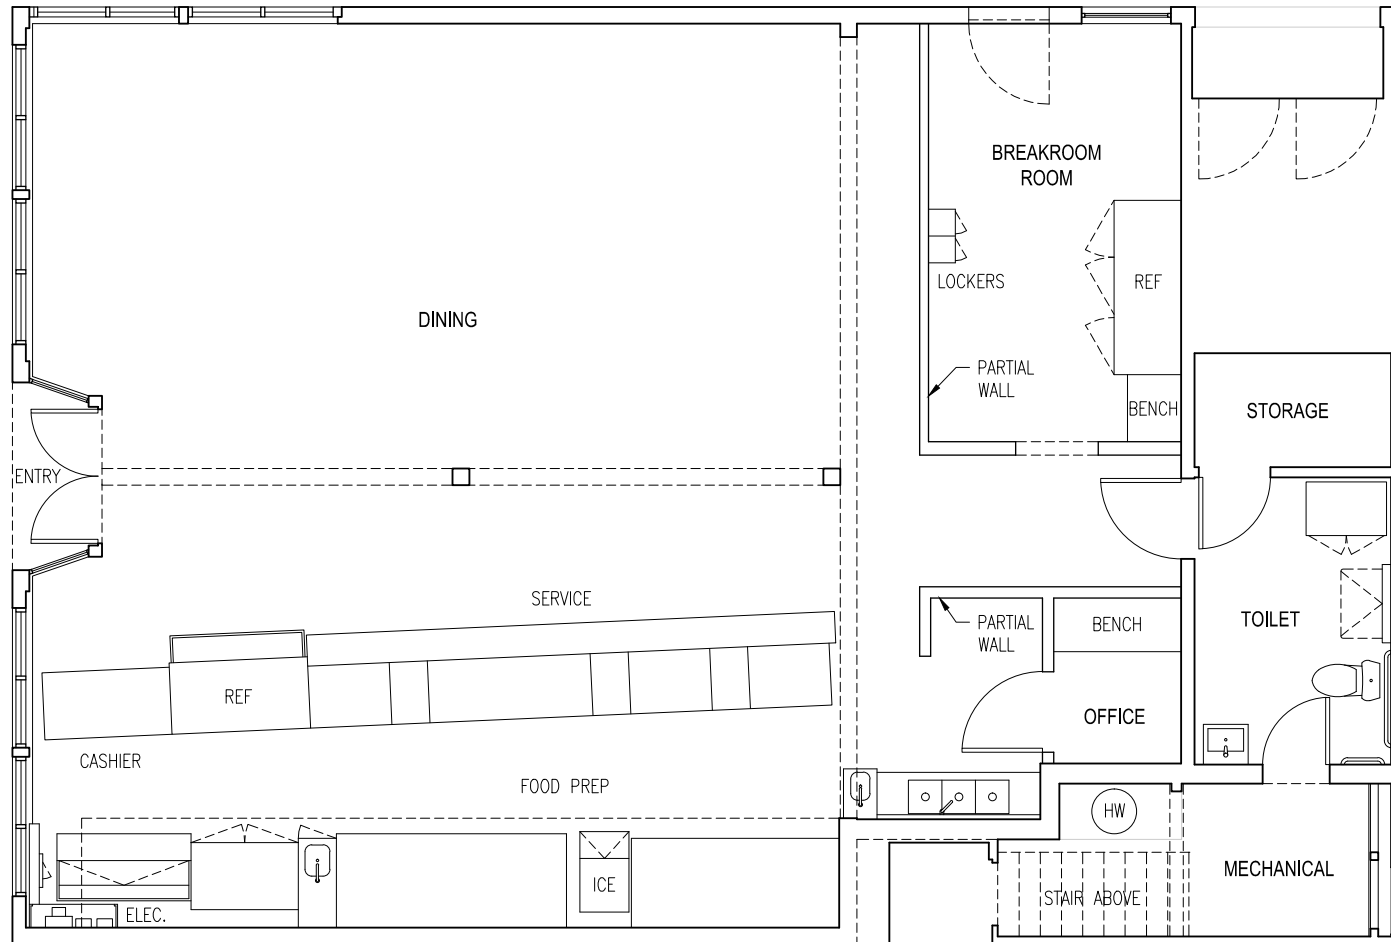 BREAKROOM
ROOM
REF
LOCKERS
DINING
PARTIAL
WALL
BENCH
STORAGE
ENTRY
SERVICE
PARTIAL
WALL
BENCH
TOILET
REF
OFFICE
CASHIER
FOOD PREP
HW
MECHANICAL
ICE
STAIR ABOVE
ELEC.